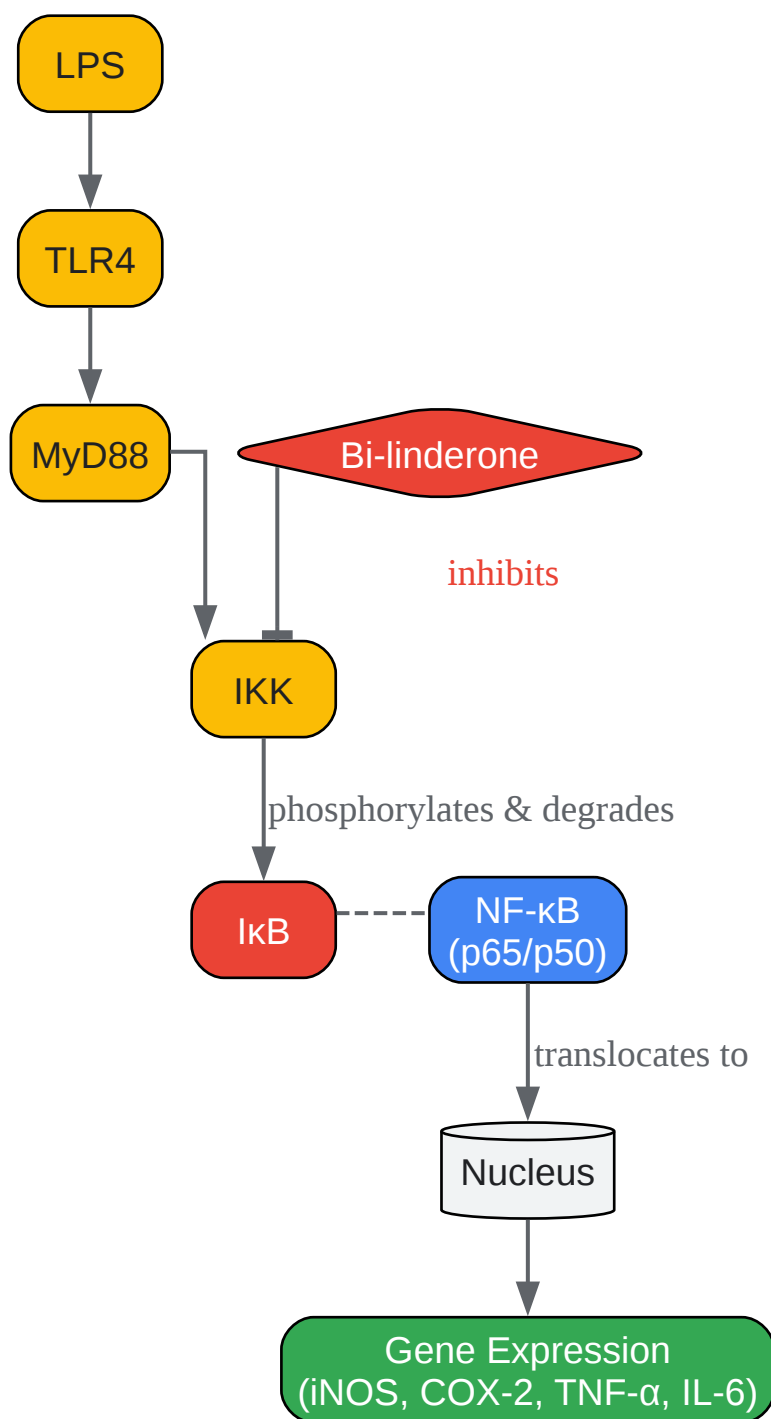 LPS
TLR4
MyD88
Bi-linderone
inhibits
IKK
phosphorylates & degrades
IκB
NF-κB
(p65/p50)
translocates to
Nucleus
Gene Expression
(iNOS, COX-2, TNF-α, IL-6)